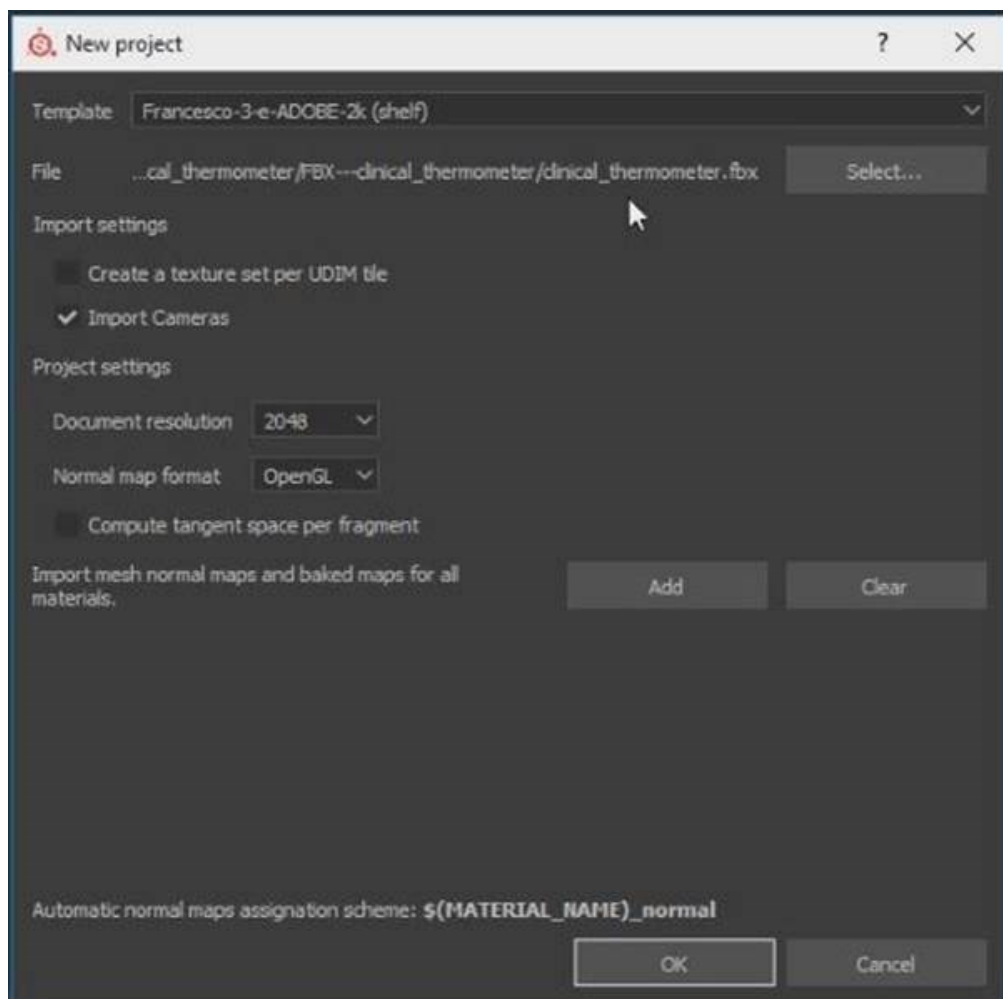 New project
?
Template Francesco-3-e-ADOBE-2k (shelf)
File ...cal_thermometer/FBX---clinical_thermometer/clinical_thermometer.fbx Select...
Import settings
Create a texture set per UDIM tile
Import Cameras
Project settings
Document resolution 2048
Normal map format OpenGL
Compute tangent space per fragment
Import mesh normal maps and baked maps for all
materials.
Add Clear
Automatic normal maps assignation scheme: $(MATERIAL_NAME)_normal
OK Cancel